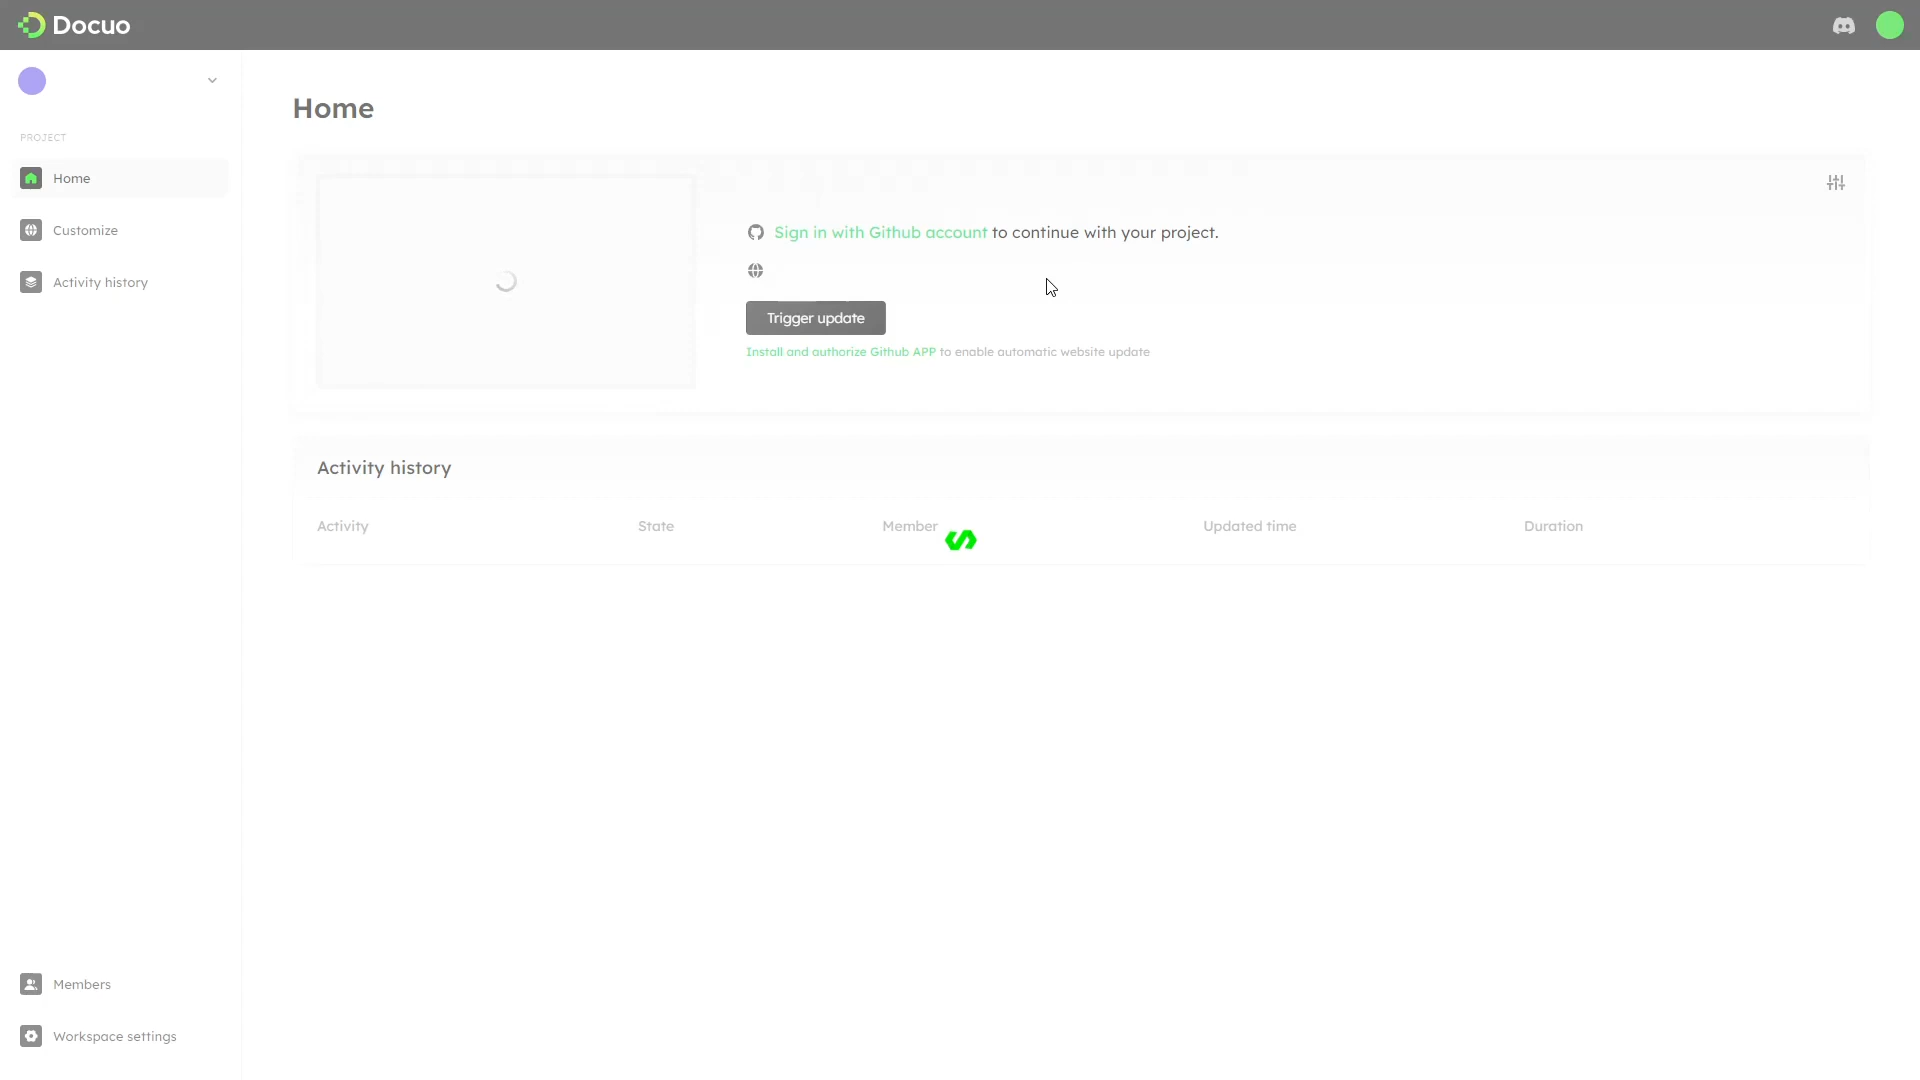 Docuo
PROJECT
Home
Customize
Activity history
Members
Workspace settings
Home
Sign in with Github account to continue with your project.
Trigger update
Install and authorize Github APP to enable automatic website update
Activity history
Activity State Member Updated time Duration